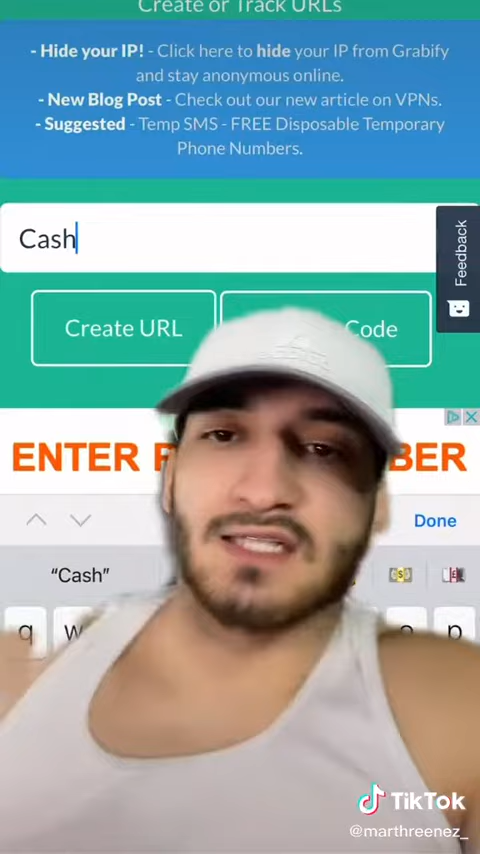 Create or Track URLs
- Hide your IP! - Click here to hide your IP from Grabify
and stay anonymous online.
- New Blog Post - Check out our new article on VPNs.
- Suggested - Temp SMS - FREE Disposable Temporary
Phone Numbers.
Cash
Feedback
Create URL
Code
ENTER
BER
Done
“Cash”
q w o p
TikTok
@marthreenez_